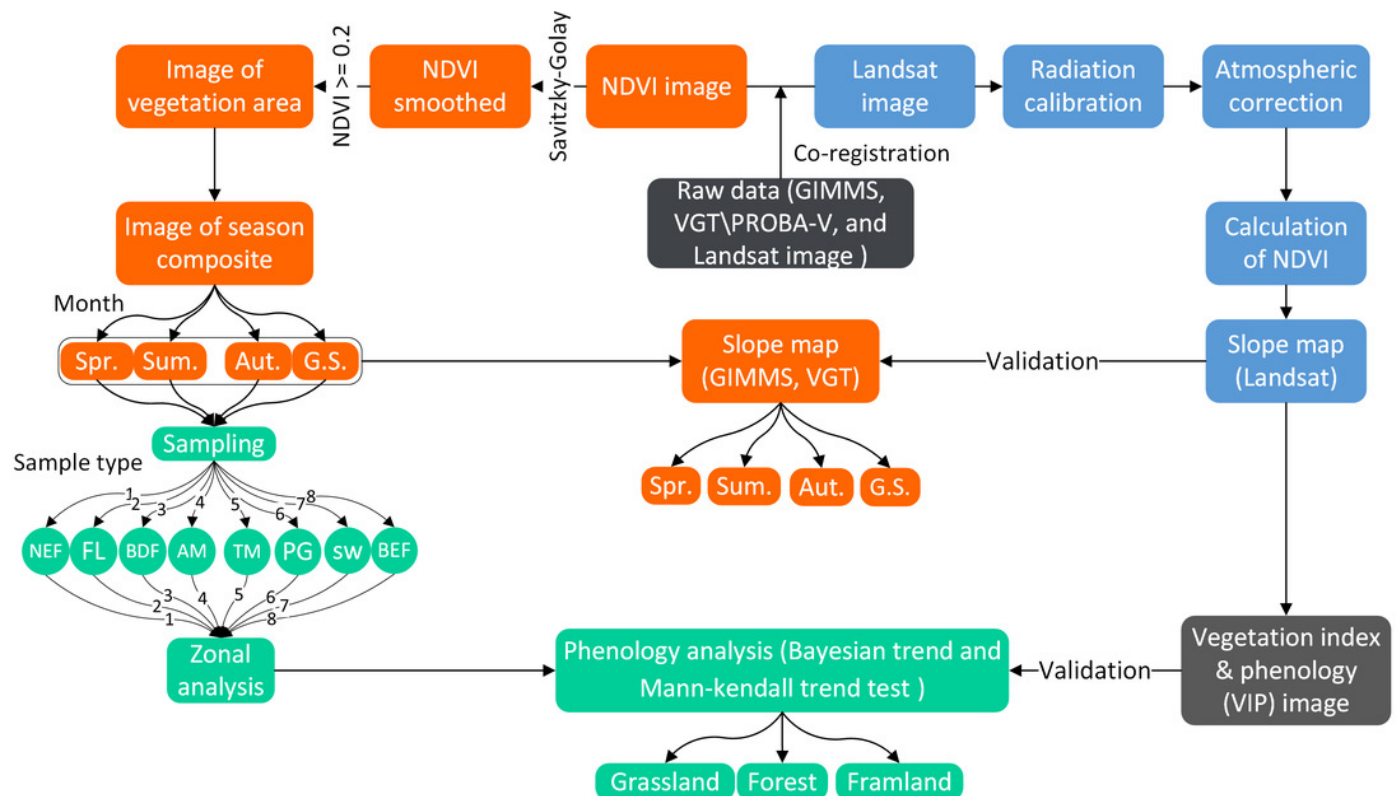 Image of
vegetation area
NDVI >= 0.2
NDVI
smoothed
Savitzky-Golay
NDVI image
Landsat
image
Radiation
calibration
Atmospheric
correction
Co-registration
Raw data (GIMMS,
VGT\PROBA-V, and
Landsat image )
Image of season
composite
Calculation
of NDVI
Month
Spr.
Sum.
Aut.
G.S.
Slope map
(GIMMS, VGT)
Validation
Slope map
(Landsat)
Sampling
Spr.
Sum.
Aut.
G.S.
Sample type
1
2
3
4
5
6
7
8
NEF
FL
BDF
AM
TM
PG
sw
BEF
1
2
3
4
5
6
7
8
Zonal
analysis
Phenology analysis (Bayesian trend and
Mann-kendall trend test )
Validation
Vegetation index
& phenology
(VIP) image
Grassland
Forest
Framland